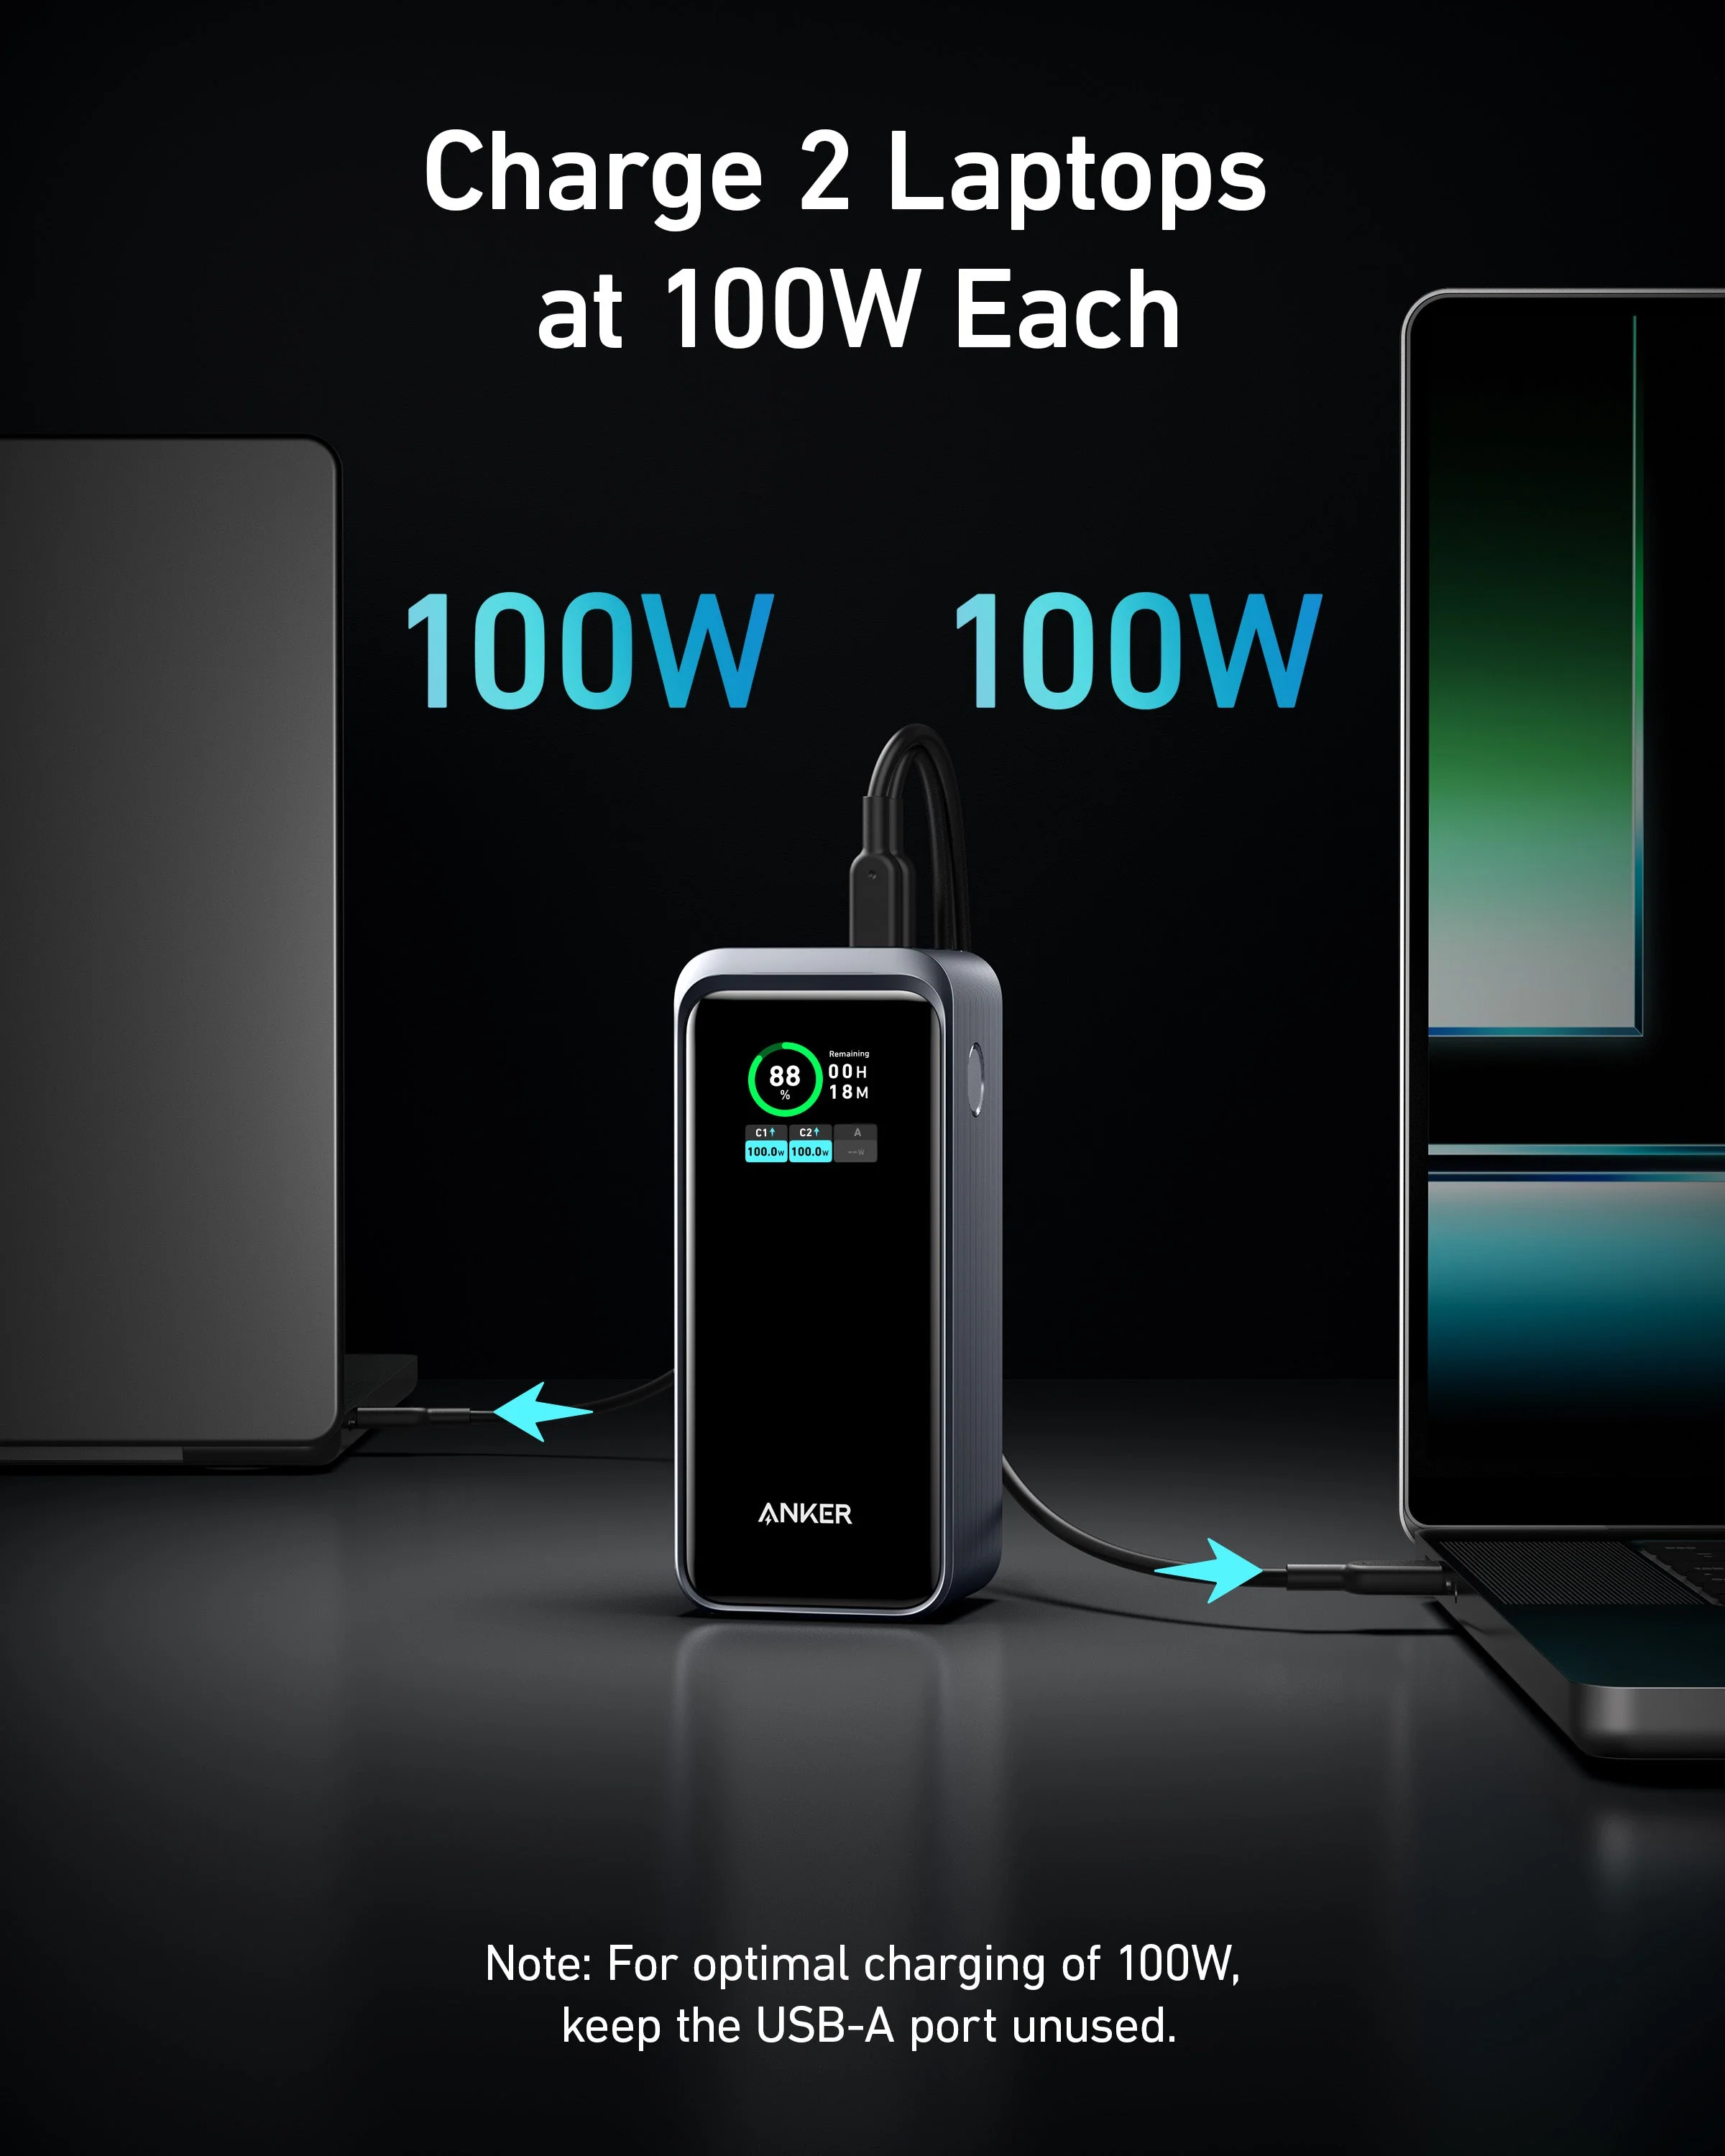 Charge 2 Laptops
at 100W Each
100W 100W
Remaining
88 00H
% 18M
C1↑ C2↑ A
100.0w 100.0w --w
ANKER
Note: For optimal charging of 100W,
keep the USB-A port unused.